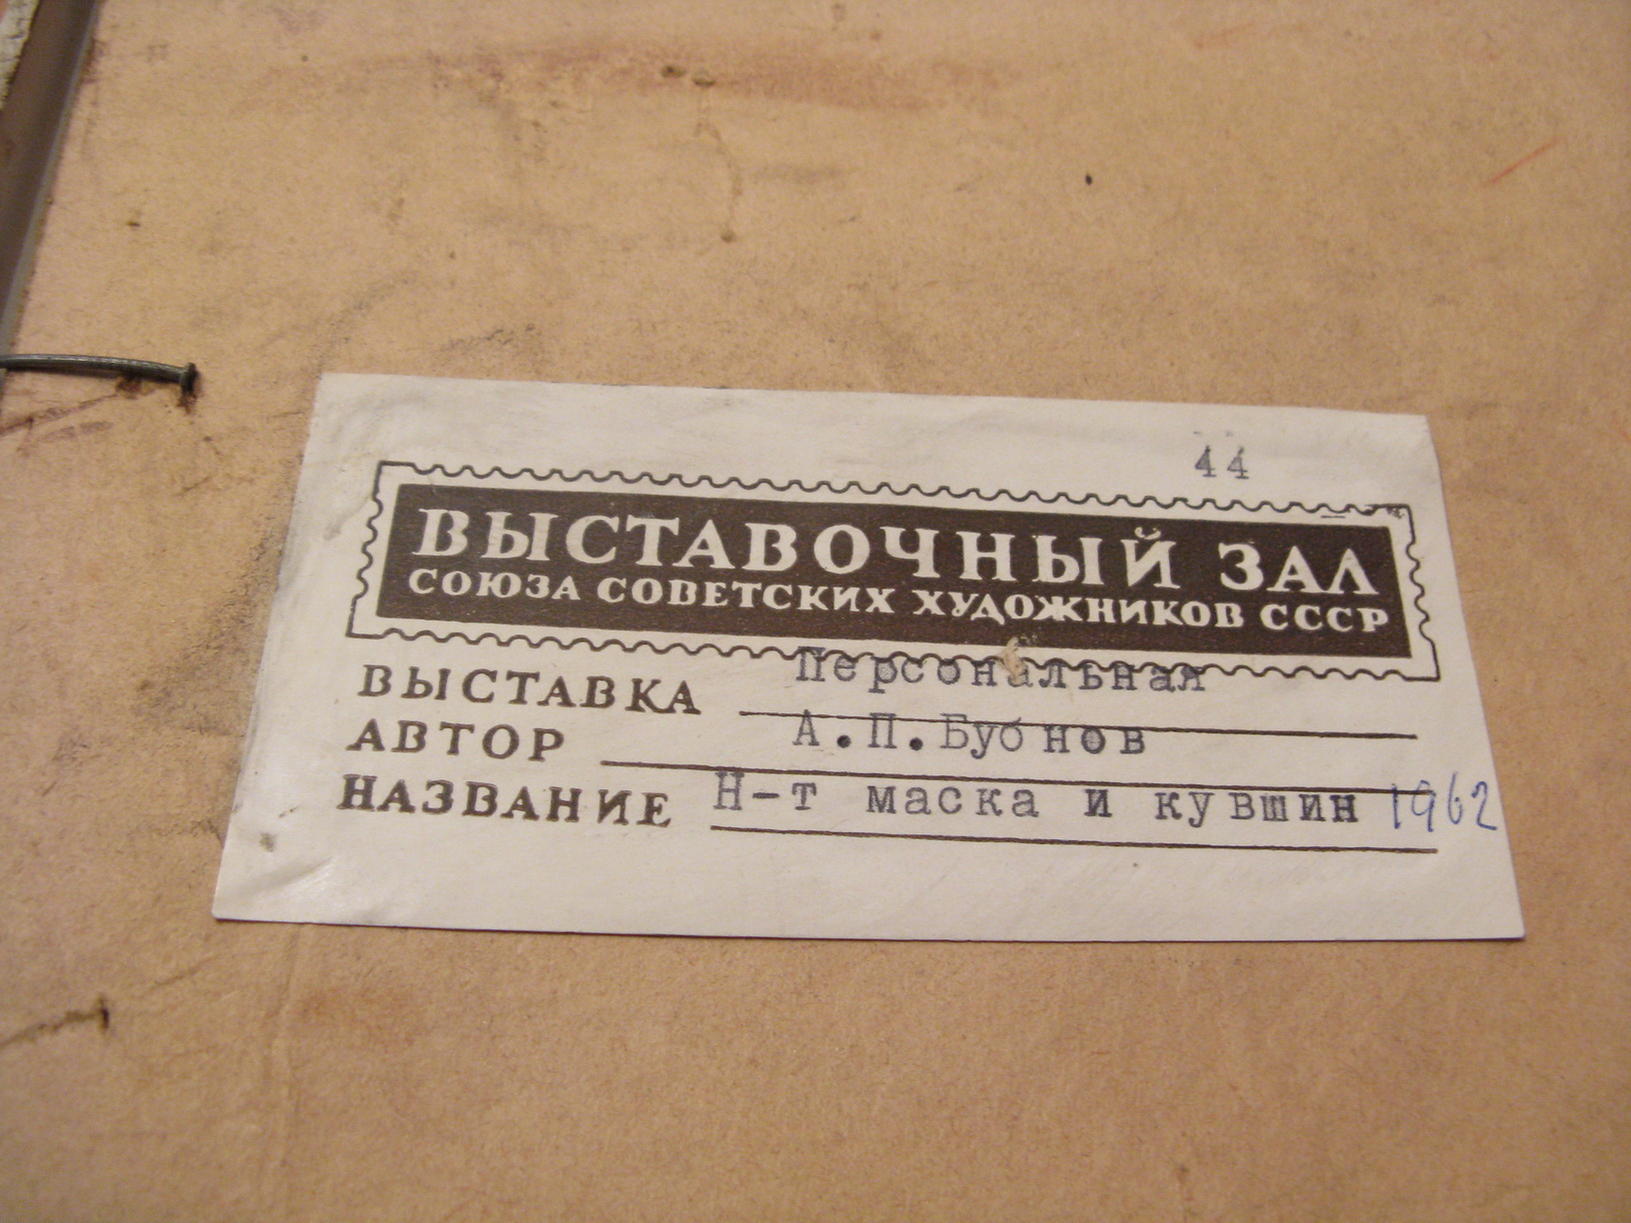 44
ВЫСТАВОЧНЫЙ ЗАЛ
СОЮЗА СОВЕТСКИХ ХУДОЖНИКОВ СССР
ВЫСТАВКА Персональная
АВТОР А.П.Бубнов
НАЗВАНИЕ Н-т маска и кувшин 1962